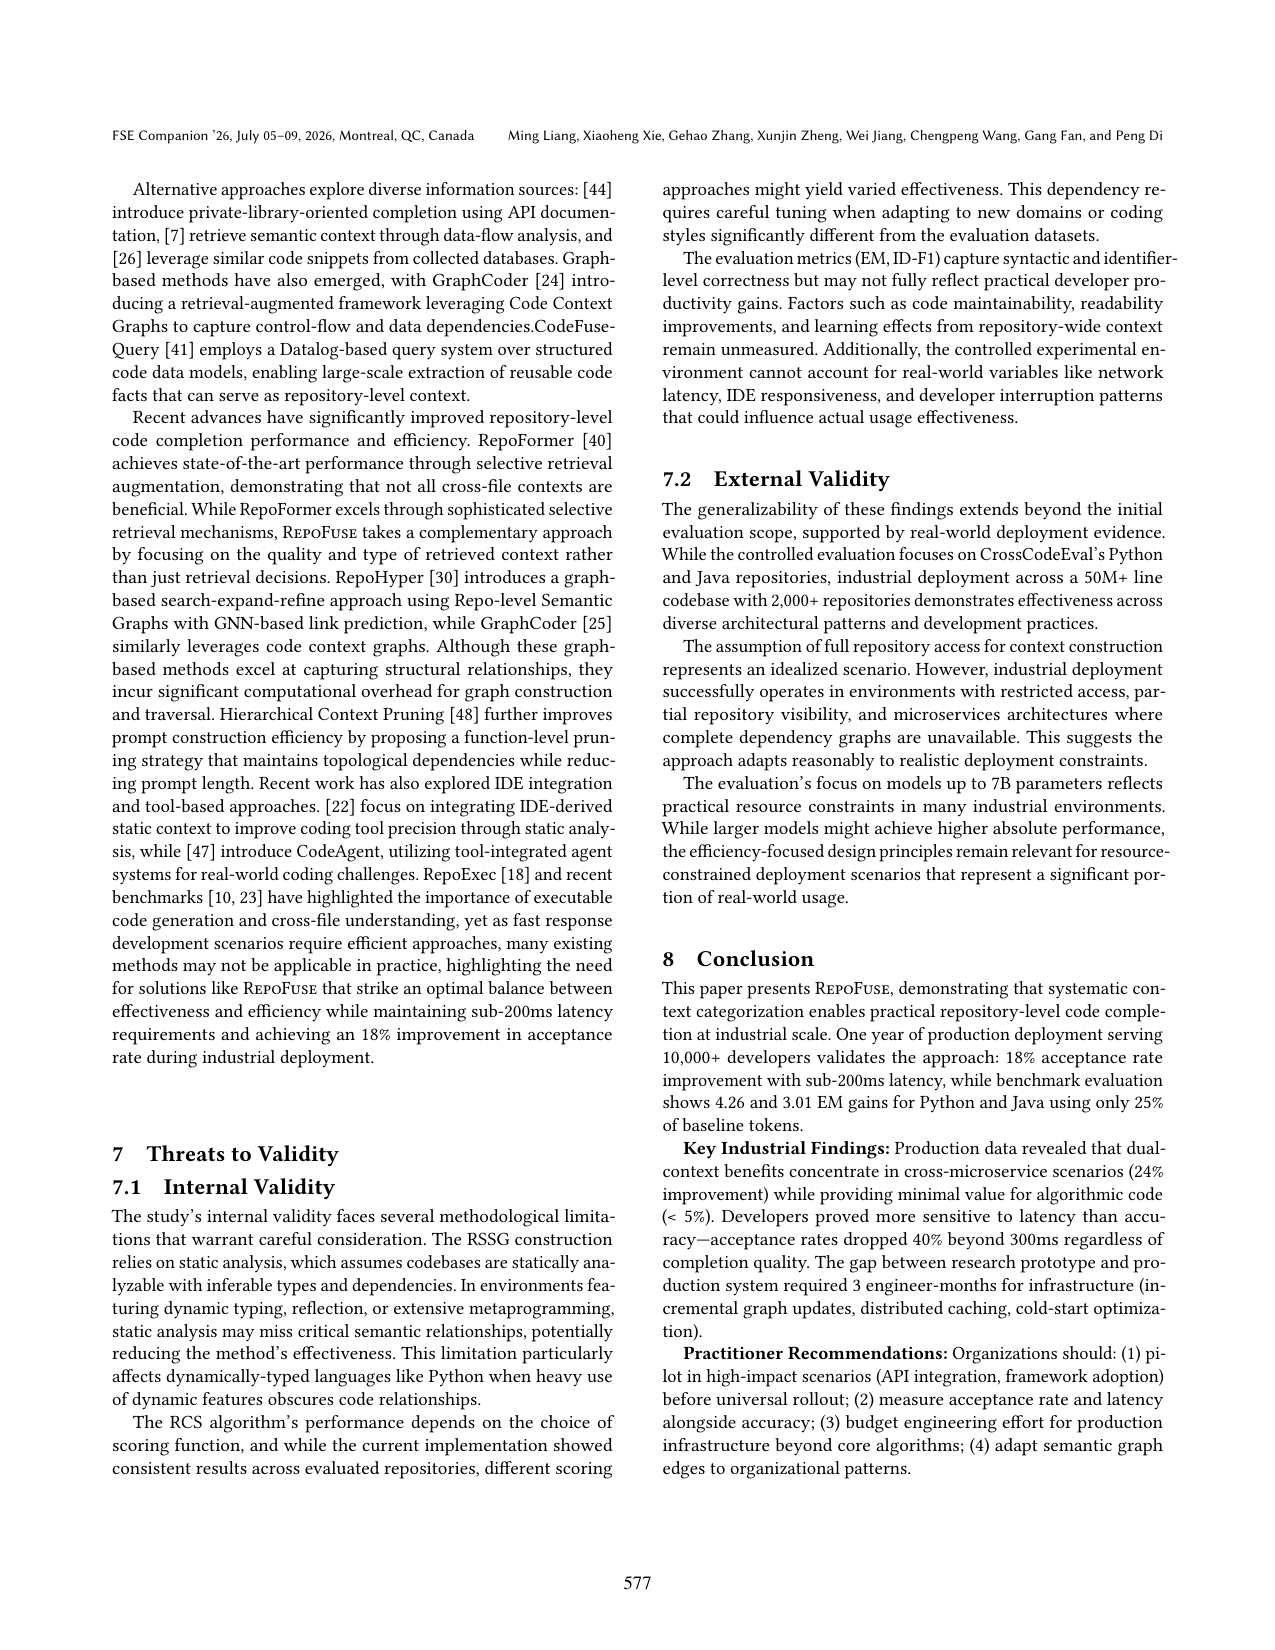 FSE Companion ’26, July 05–09, 2026, Montreal, QC, Canada
Ming Liang, Xiaoheng Xie, Gehao Zhang, Xunjin Zheng, Wei Jiang, Chengpeng Wang, Gang Fan, and Peng Di
Alternative approaches explore diverse information sources: [44]
introduce private-library-oriented completion using API documen-
tation, [7] retrieve semantic context through data-flow analysis, and
[26] leverage similar code snippets from collected databases. Graph-
based methods have also emerged, with GraphCoder [24] intro-
ducing a retrieval-augmented framework leveraging Code Context
Graphs to capture control-flow and data dependencies.CodeFuse-
Query [41] employs a Datalog-based query system over structured
code data models, enabling large-scale extraction of reusable code
facts that can serve as repository-level context.
Recent advances have significantly improved repository-level
code completion performance and efficiency. RepoFormer [40]
achieves state-of-the-art performance through selective retrieval
augmentation, demonstrating that not all cross-file contexts are
beneficial. While RepoFormer excels through sophisticated selective
retrieval mechanisms, RepoFuse takes a complementary approach
by focusing on the quality and type of retrieved context rather
than just retrieval decisions. RepoHyper [30] introduces a graph-
based search-expand-refine approach using Repo-level Semantic
Graphs with GNN-based link prediction, while GraphCoder [25]
similarly leverages code context graphs. Although these graph-
based methods excel at capturing structural relationships, they
incur significant computational overhead for graph construction
and traversal. Hierarchical Context Pruning [48] further improves
prompt construction efficiency by proposing a function-level prun-
ing strategy that maintains topological dependencies while reduc-
ing prompt length. Recent work has also explored IDE integration
and tool-based approaches. [22] focus on integrating IDE-derived
static context to improve coding tool precision through static analy-
sis, while [47] introduce CodeAgent, utilizing tool-integrated agent
systems for real-world coding challenges. RepoExec [18] and recent
benchmarks [10, 23] have highlighted the importance of executable
code generation and cross-file understanding, yet as fast response
development scenarios require efficient approaches, many existing
methods may not be applicable in practice, highlighting the need
for solutions like RepoFuse that strike an optimal balance between
effectiveness and efficiency while maintaining sub-200ms latency
requirements and achieving an 18% improvement in acceptance
rate during industrial deployment.
7 Threats to Validity
7.1 Internal Validity
The study’s internal validity faces several methodological limita-
tions that warrant careful consideration. The RSSG construction
relies on static analysis, which assumes codebases are statically ana-
lyzable with inferable types and dependencies. In environments fea-
turing dynamic typing, reflection, or extensive metaprogramming,
static analysis may miss critical semantic relationships, potentially
reducing the method’s effectiveness. This limitation particularly
affects dynamically-typed languages like Python when heavy use
of dynamic features obscures code relationships.
The RCS algorithm’s performance depends on the choice of
scoring function, and while the current implementation showed
consistent results across evaluated repositories, different scoring
approaches might yield varied effectiveness. This dependency re-
quires careful tuning when adapting to new domains or coding
styles significantly different from the evaluation datasets.
The evaluation metrics (EM, ID-F1) capture syntactic and identifier-
level correctness but may not fully reflect practical developer pro-
ductivity gains. Factors such as code maintainability, readability
improvements, and learning effects from repository-wide context
remain unmeasured. Additionally, the controlled experimental en-
vironment cannot account for real-world variables like network
latency, IDE responsiveness, and developer interruption patterns
that could influence actual usage effectiveness.
7.2 External Validity
The generalizability of these findings extends beyond the initial
evaluation scope, supported by real-world deployment evidence.
While the controlled evaluation focuses on CrossCodeEval’s Python
and Java repositories, industrial deployment across a 50M+ line
codebase with 2,000+ repositories demonstrates effectiveness across
diverse architectural patterns and development practices.
The assumption of full repository access for context construction
represents an idealized scenario. However, industrial deployment
successfully operates in environments with restricted access, par-
tial repository visibility, and microservices architectures where
complete dependency graphs are unavailable. This suggests the
approach adapts reasonably to realistic deployment constraints.
The evaluation’s focus on models up to 7B parameters reflects
practical resource constraints in many industrial environments.
While larger models might achieve higher absolute performance,
the efficiency-focused design principles remain relevant for resource-
constrained deployment scenarios that represent a significant por-
tion of real-world usage.
8 Conclusion
This paper presents RepoFuse, demonstrating that systematic con-
text categorization enables practical repository-level code comple-
tion at industrial scale. One year of production deployment serving
10,000+ developers validates the approach: 18% acceptance rate
improvement with sub-200ms latency, while benchmark evaluation
shows 4.26 and 3.01 EM gains for Python and Java using only 25%
of baseline tokens.
Key Industrial Findings: Production data revealed that dual-
context benefits concentrate in cross-microservice scenarios (24%
improvement) while providing minimal value for algorithmic code
(< 5%). Developers proved more sensitive to latency than accu-
racy—acceptance rates dropped 40% beyond 300ms regardless of
completion quality. The gap between research prototype and pro-
duction system required 3 engineer-months for infrastructure (in-
cremental graph updates, distributed caching, cold-start optimiza-
tion).
Practitioner Recommendations: Organizations should: (1) pi-
lot in high-impact scenarios (API integration, framework adoption)
before universal rollout; (2) measure acceptance rate and latency
alongside accuracy; (3) budget engineering effort for production
infrastructure beyond core algorithms; (4) adapt semantic graph
edges to organizational patterns.
577